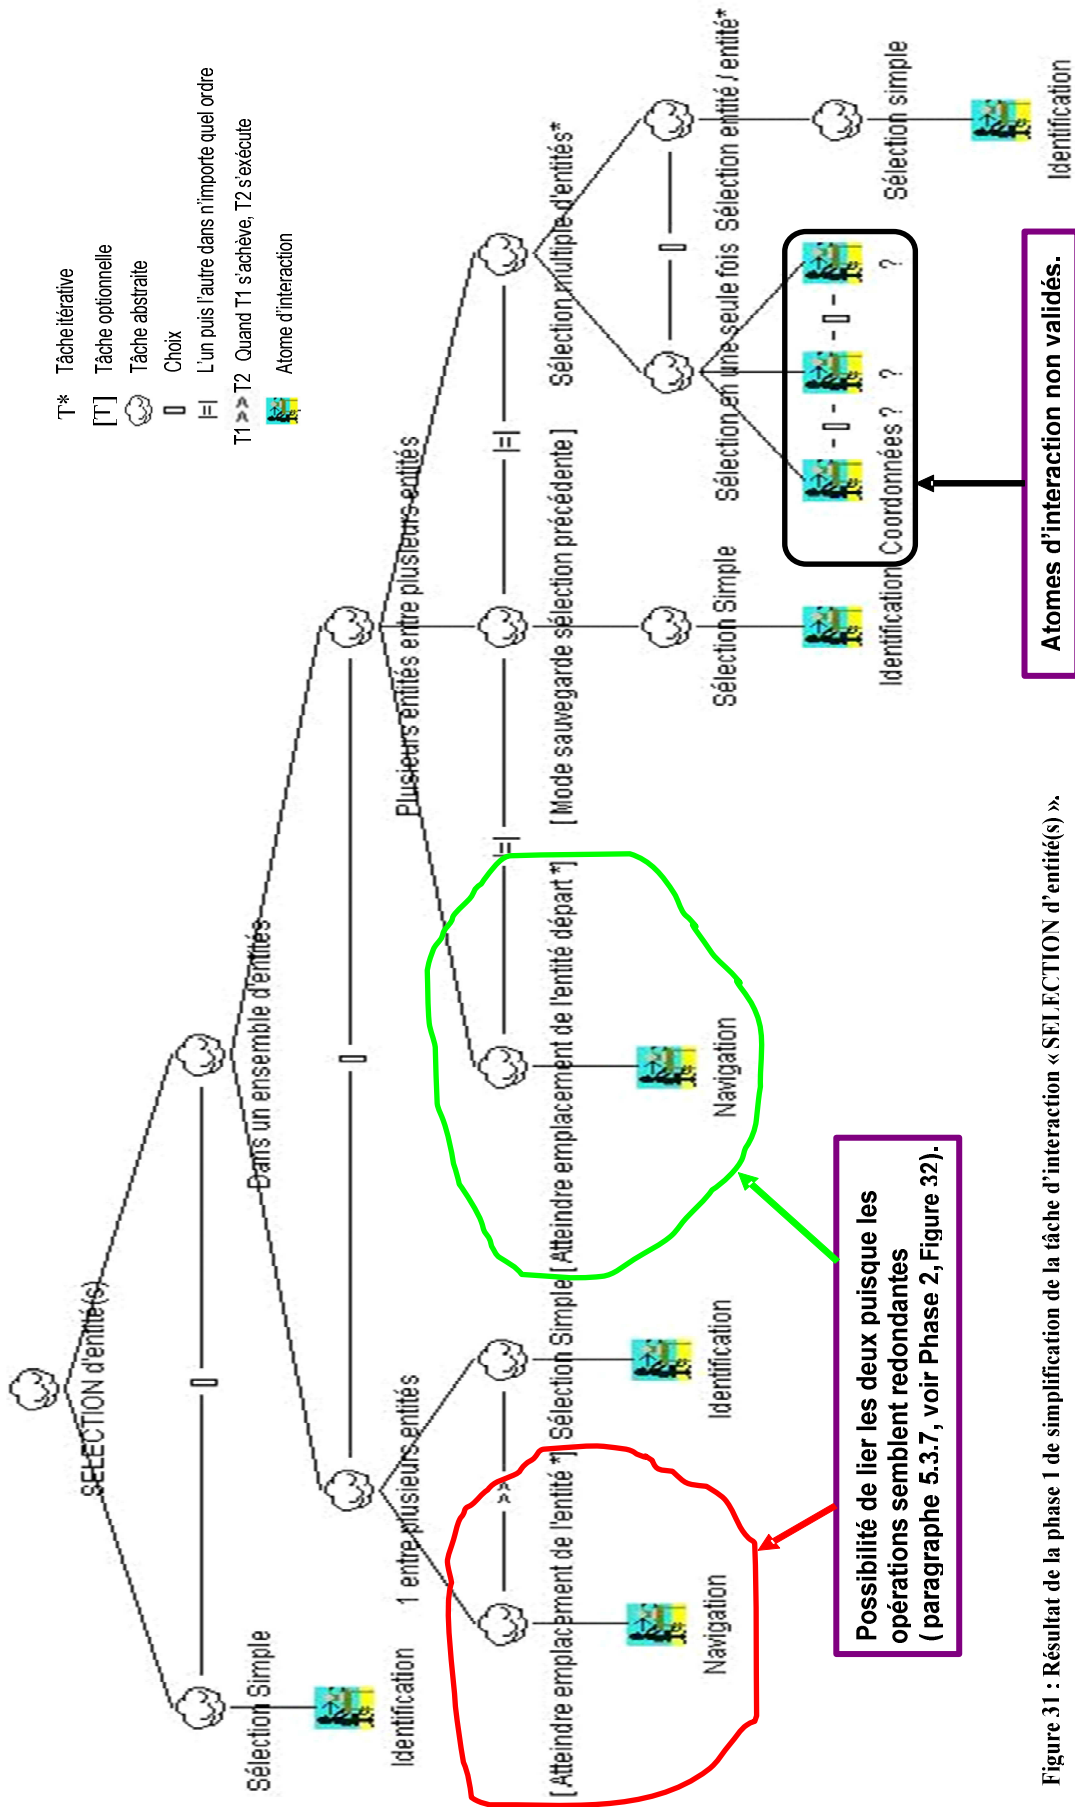 T* Tâche itérative
[T] Tâche optionnelle
Tâche abstraite
[] Choix
|=| L'un puis l'autre dans n'importe quel ordre
T1 >> T2 Quand T1 s'achève, T2 s'exécute
Atome d'interaction
SELECTION d'entité(s)
[]
Sélection Simple
Dans un ensemble d'entités
Identification
[]
1 entre plusieurs entités
Plusieurs entités entre plusieurs entités
>>
|=|
|=|
[ Atteindre emplacement de l'entité *]
Sélection Simple
[ Atteindre emplacement de l'entité départ *]
[ Mode sauvegarde sélection précédente ]
Sélection multiple d'entités*
Navigation
Identification
Navigation
Sélection Simple
[]
Sélection en une seule fois
Sélection entité / entité*
Identification
- [] -
- [] -
Coordonnées ?
?
?
Sélection simple
Identification
Possibilité de lier les deux puisque les
opérations semblent redondantes
(paragraphe 5.3.7, voir Phase 2, Figure 32).
Atomes d'interaction non validés.
Figure 31 : Résultat de la phase 1 de simplification de la tâche d'interaction « SELECTION d'entité(s) ».